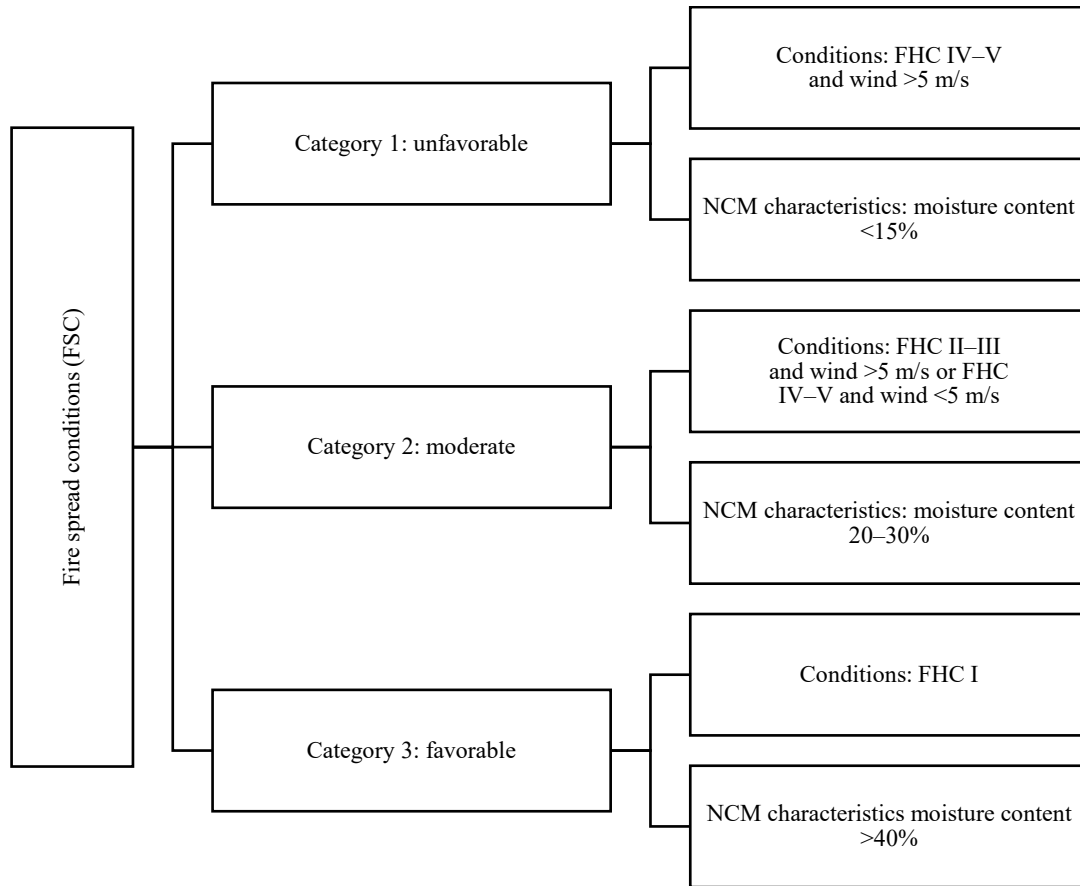 Fire spread conditions (FSC)
Category 1: unfavorable
Conditions: FHC IV–V
and wind >5 m/s
NCM characteristics: moisture content
<15%
Category 2: moderate
Conditions: FHC II–III
and wind >5 m/s or FHC
IV–V and wind <5 m/s
NCM characteristics: moisture content
20–30%
Category 3: favorable
Conditions: FHC I
NCM characteristics moisture content
>40%